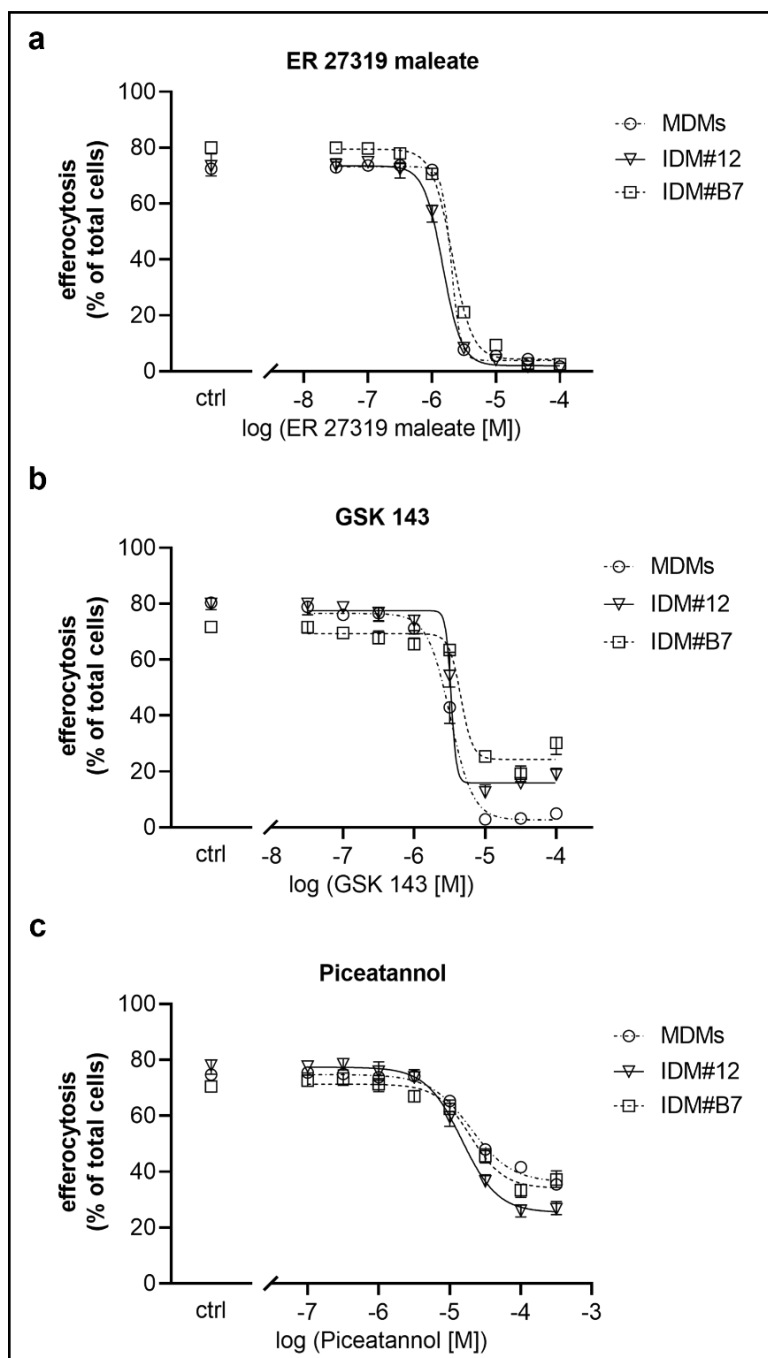 a
ER 27319 maleate
efferocytosis
(% of total cells)
100
80
60
40
20
0
ctrl
-8
-7
-6
-5
-4
log (ER 27319 maleate [M])
MDMs
IDM#12
IDM#B7
b
GSK 143
efferocytosis
(% of total cells)
100
80
60
40
20
0
ctrl
-8
-7
-6
-5
-4
log (GSK 143 [M])
MDMs
IDM#12
IDM#B7
c
Piceatannol
efferocytosis
(% of total cells)
100
80
60
40
20
0
ctrl
-7
-6
-5
-4
-3
log (Piceatannol [M])
MDMs
IDM#12
IDM#B7